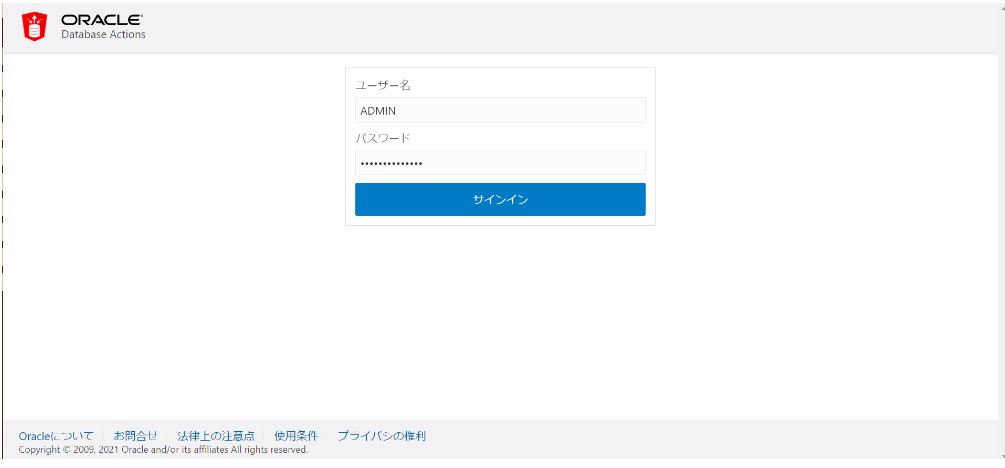 ORACLE
Database Actions
ユーザー名
ADMIN
パスワード
••••••••••••••
サインイン
Oracleについて お問合せ 法律上の注意点 使用条件 プライバシの権利
Copyright © 2009, 2021 Oracle and/or its affiliates All rights reserved.